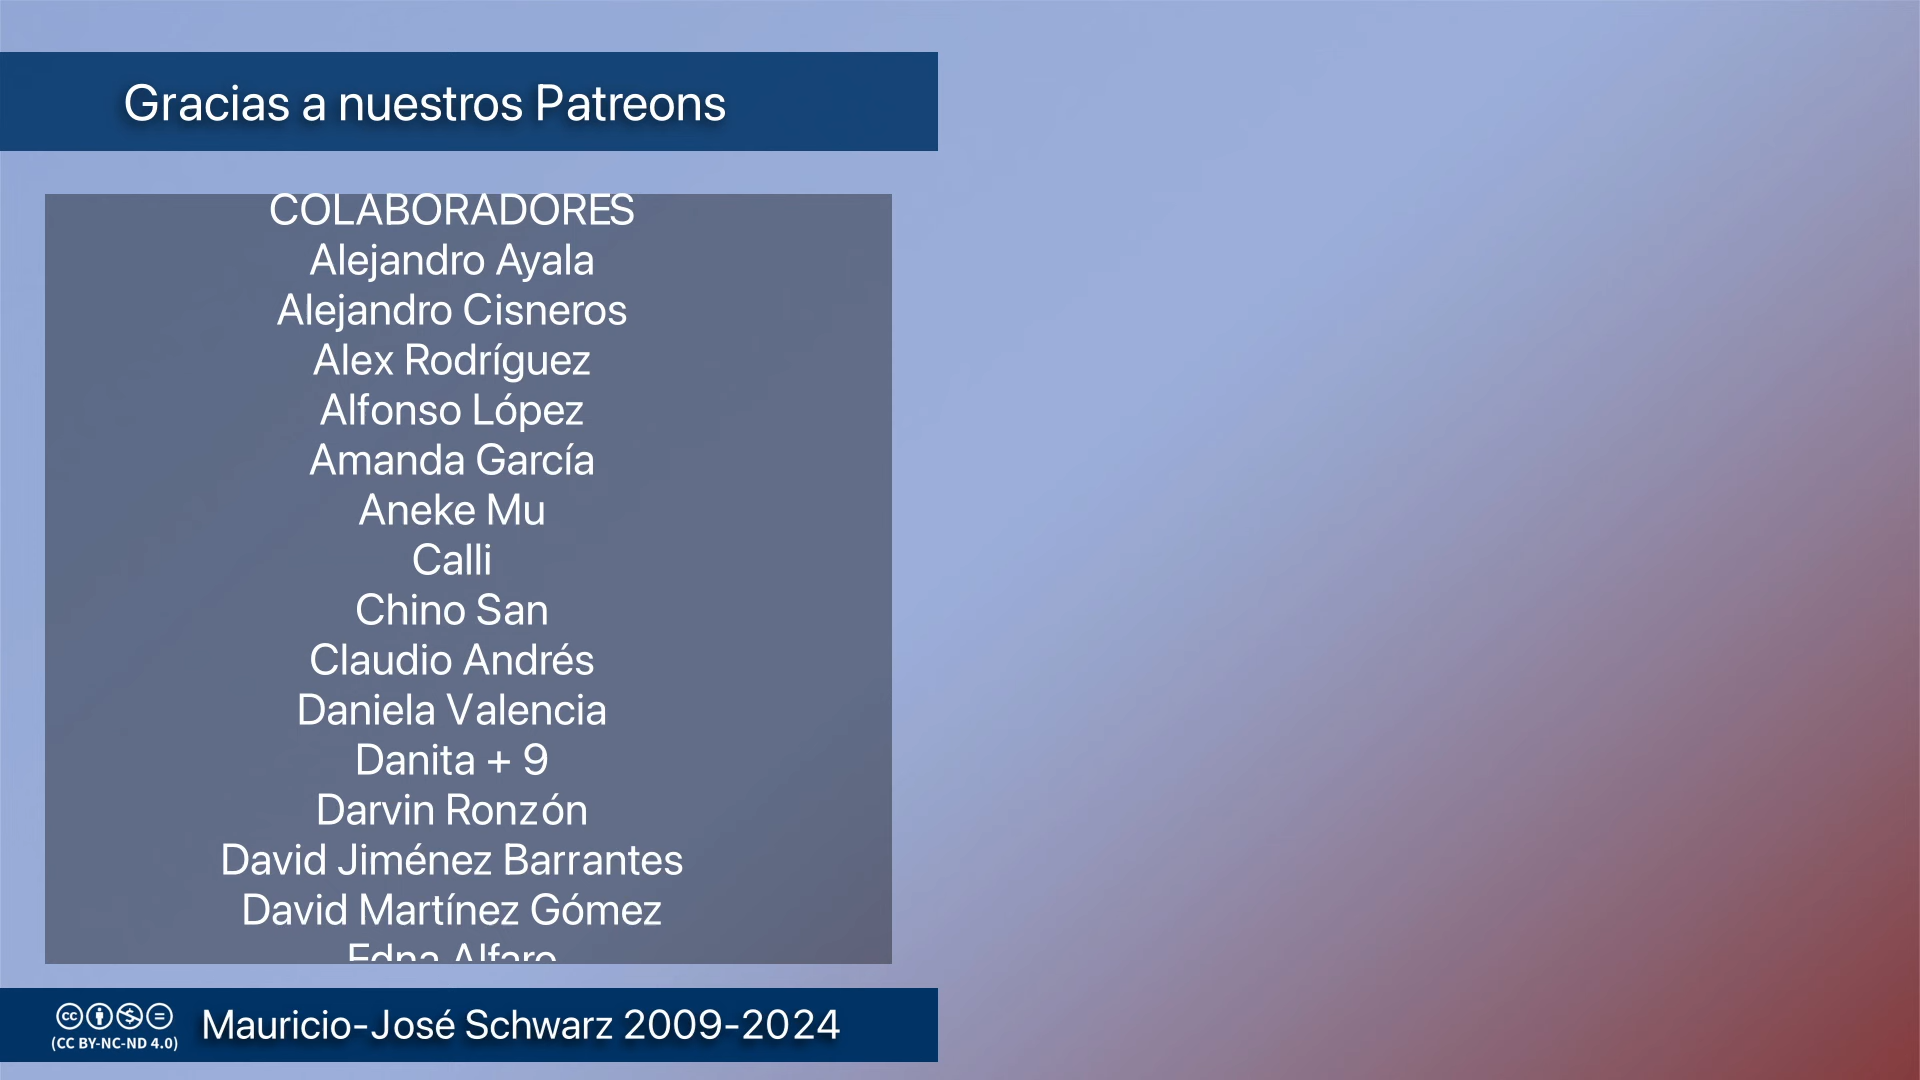 Gracias a nuestros Patreons
COLABORADORES
Alejandro Ayala
Alejandro Cisneros
Alex Rodríguez
Alfonso López
Amanda García
Aneke Mu
Calli
Chino San
Claudio Andrés
Daniela Valencia
Danita + 9
Darvin Ronzón
David Jiménez Barrantes
David Martínez Gómez
Edna Alfaro
(CC BY-NC-ND 4.0) Mauricio-José Schwarz 2009-2024